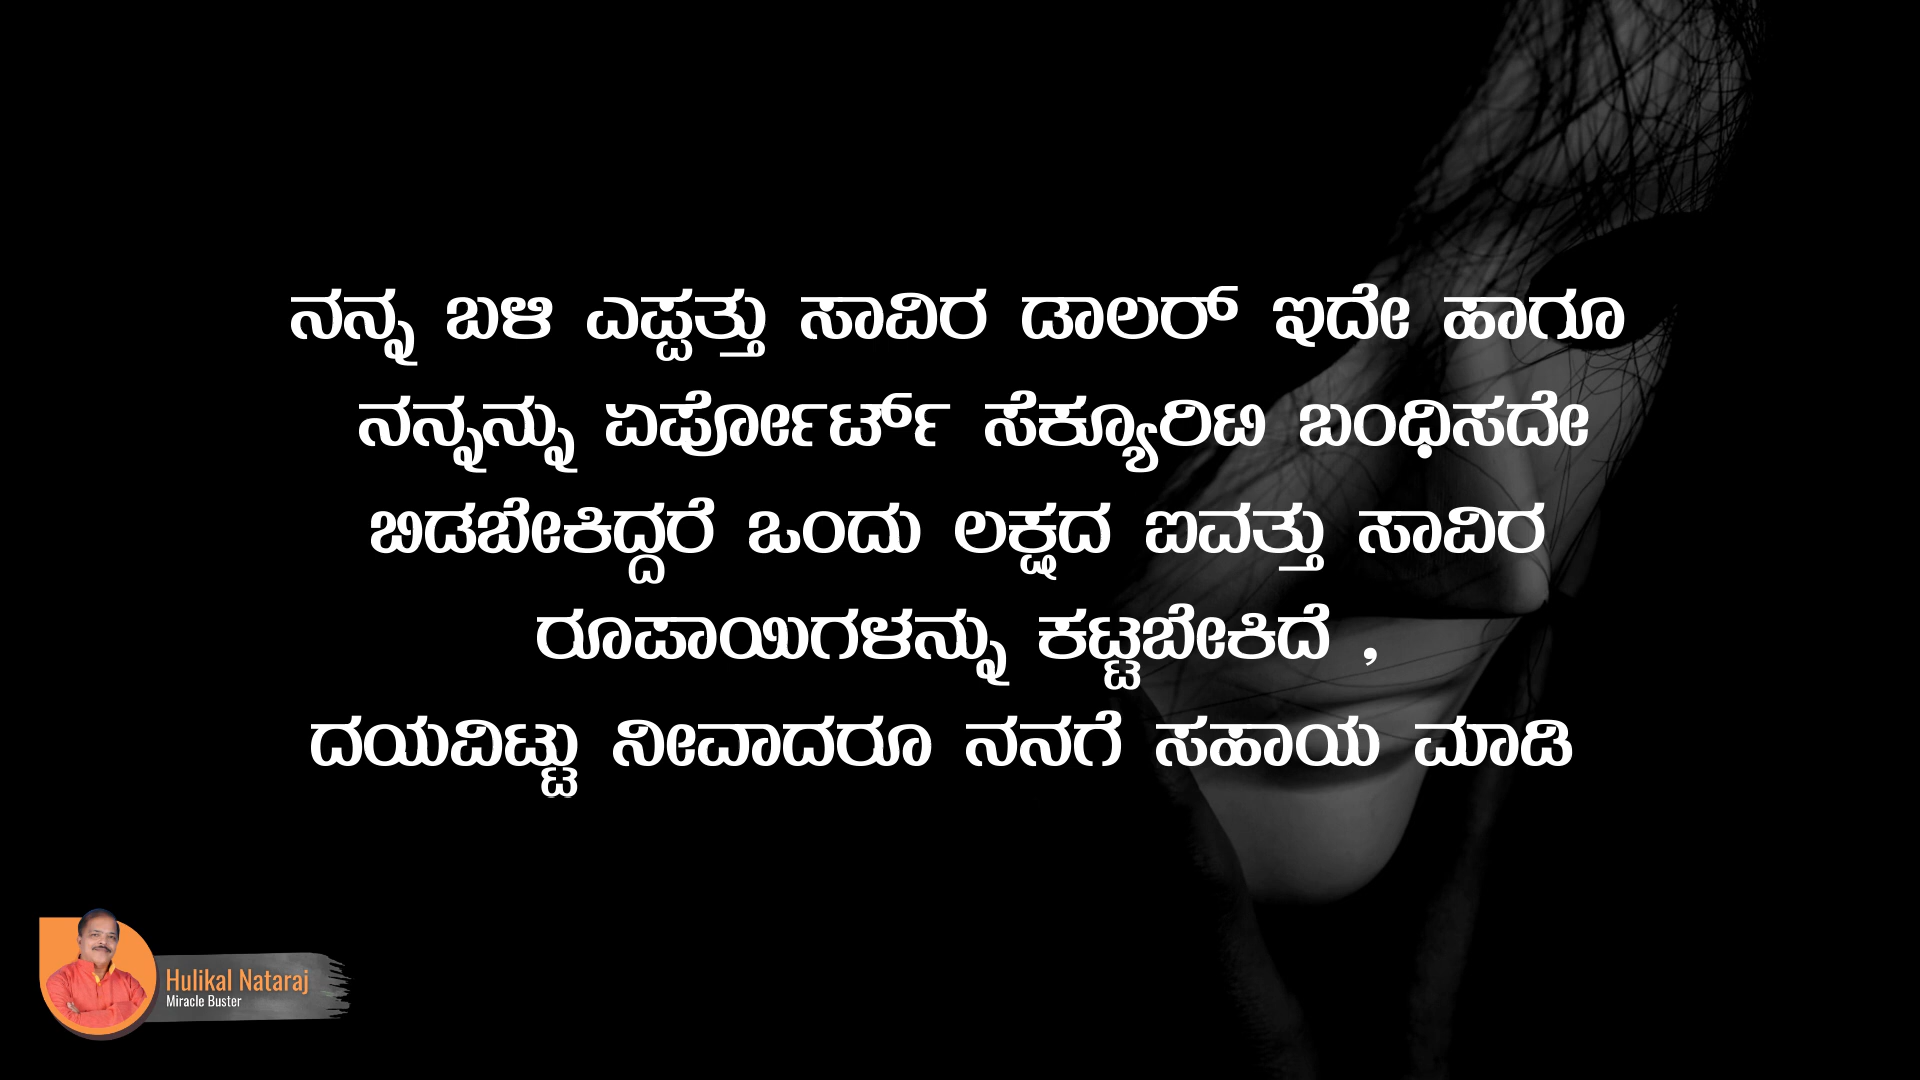 ನನ್ನ ಬಳಿ ಎಪ್ಪತ್ತು ಸಾವಿರ ಡಾಲರ್ ಇದೇ ಹಾಗೂ
ನನ್ನನ್ನು ಏರ್ಪೋರ್ಟ್ ಸೆಕ್ಯೂರಿಟಿ ಬಂಧಿಸದೇ
ಬಿಡಬೇಕಿದ್ದರೆ ಒಂದು ಲಕ್ಷದ ಐವತ್ತು ಸಾವಿರ
ರೂಪಾಯಿಗಳನ್ನು ಕಟ್ಟಬೇಕಿದೆ ,
ದಯವಿಟ್ಟು ನೀವಾದರೂ ನನಗೆ ಸಹಾಯ ಮಾಡಿ
Hulikal Nataraj
Miracle Buster